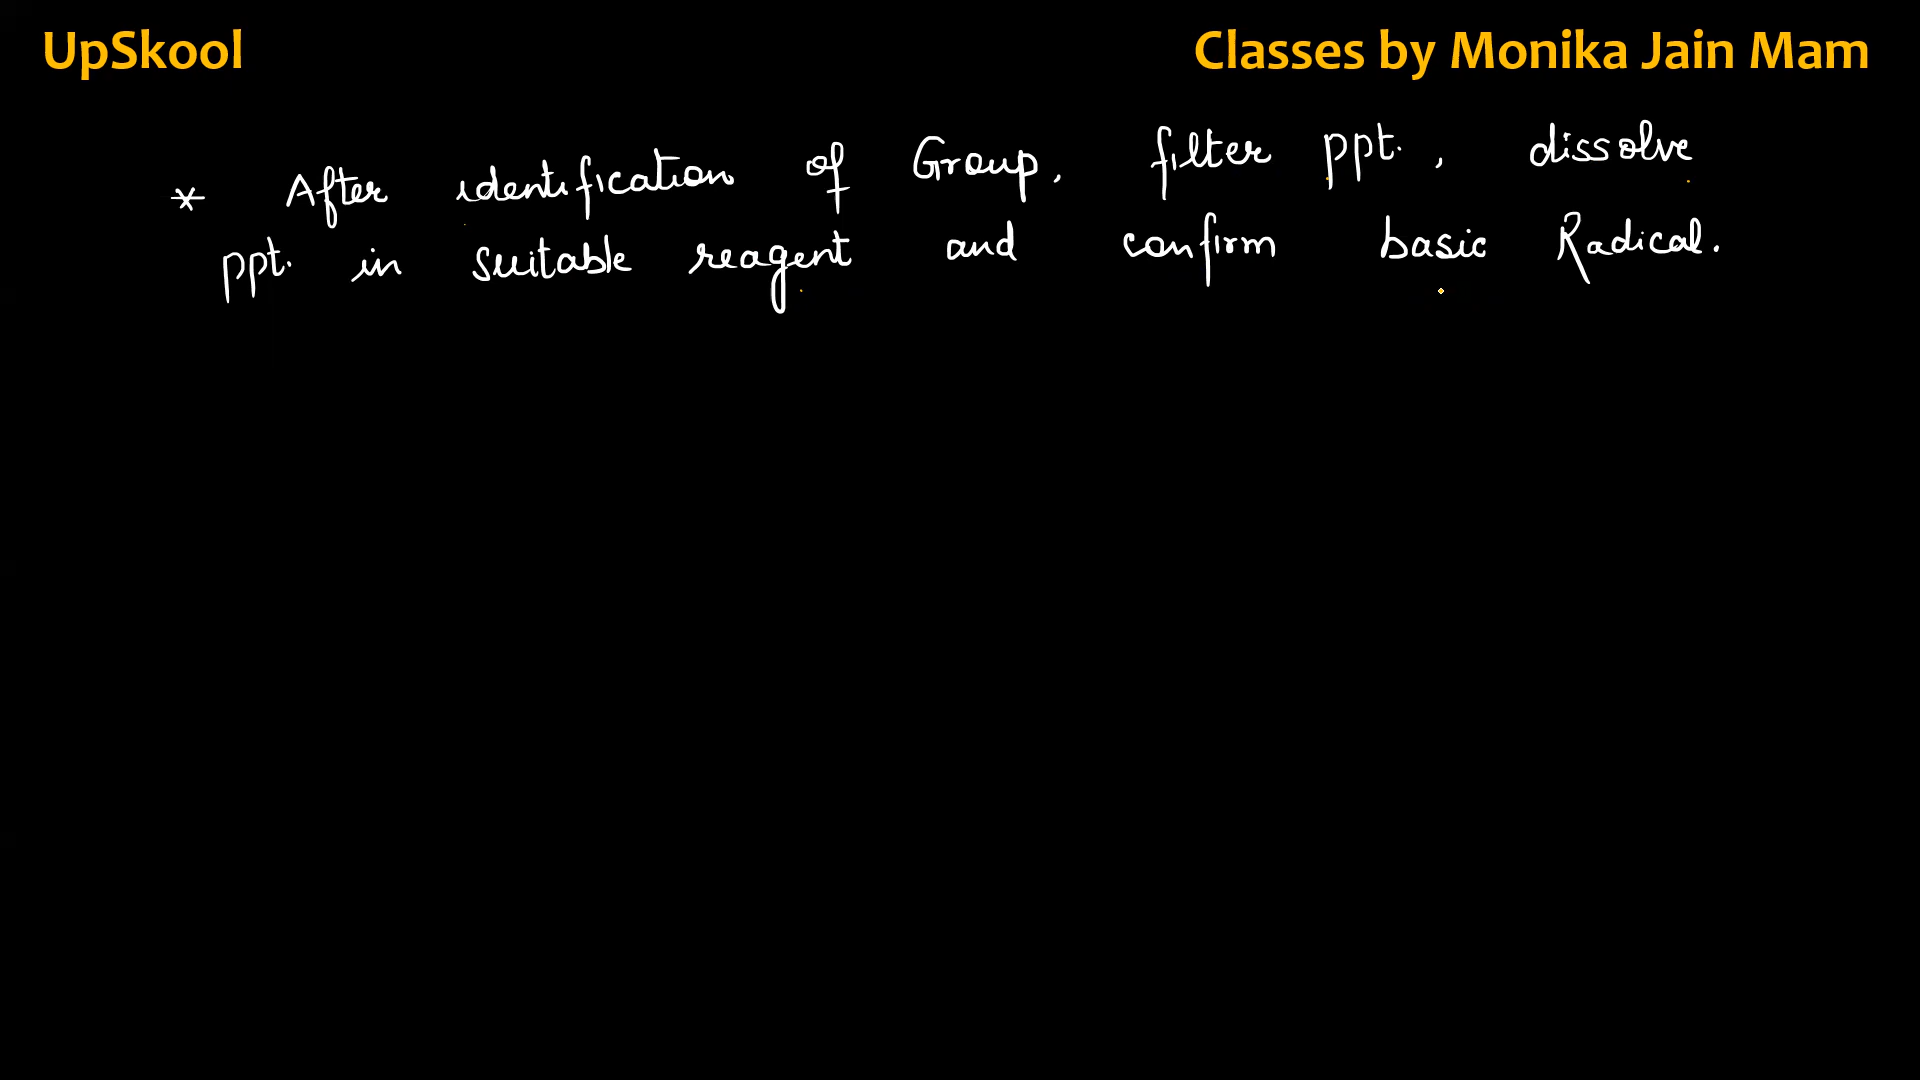 UpSkool
Classes by Monika Jain Mam
* After identification of Group, filter ppt., dissolve
ppt. in suitable reagent and confirm basic Radical.